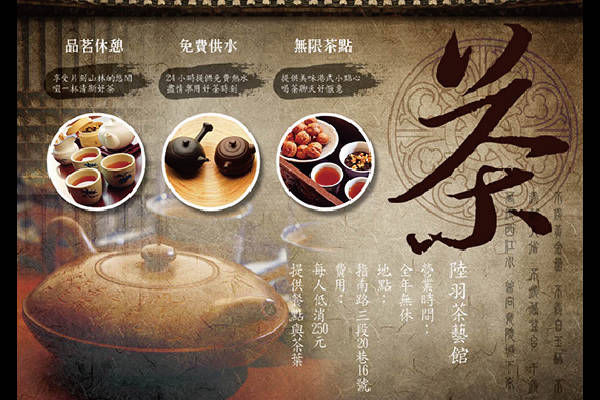 品茗休憩
享受片刻山林的悠閒
啜一杯清新好茶
免費供水
24小時提供免費熱水
盡情享用好茶時刻
無限茶點
提供美味港式小點心
喝茶聊天好愜意
茶
陸羽茶藝館
營業時間：
全年無休
地點：
指南路三段20巷16號
費用：
每人低消250元
提供餐點與茶葉